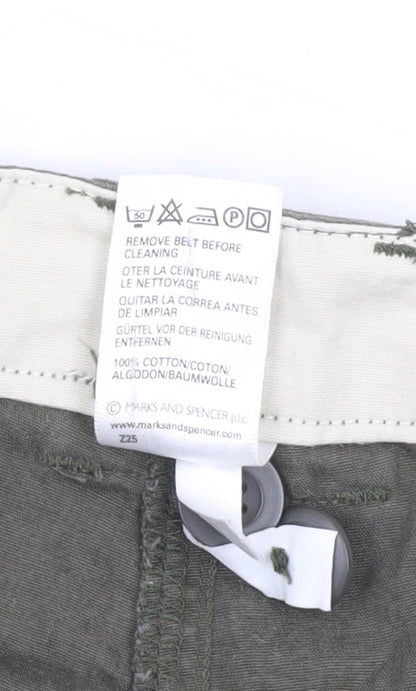 50 P
REMOVE BELT BEFORE
CLEANING
OTER LA CEINTURE AVANT
LE NETTOYAGE
QUITAR LA CORREA ANTES
DE LIMPIAR
GÜRTEL VOR DER REINIGUNG
ENTFERNEN
100% COTTON/COTON/
ALGODON/BAUMWOLLE
© MARKS AND SPENCER p.l.c.
www.marksandspencer.com
Z25